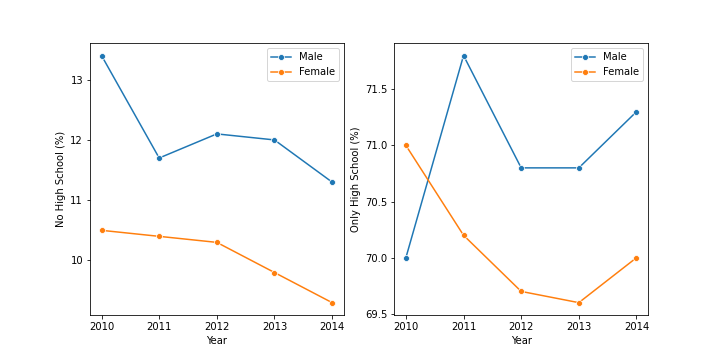 No High School (%)
13
12
11
10
2010 2011 2012 2013 2014
Year
Male
Female
Only High School (%)
71.5
71.0
70.5
70.0
69.5
2010 2011 2012 2013 2014
Year
Male
Female